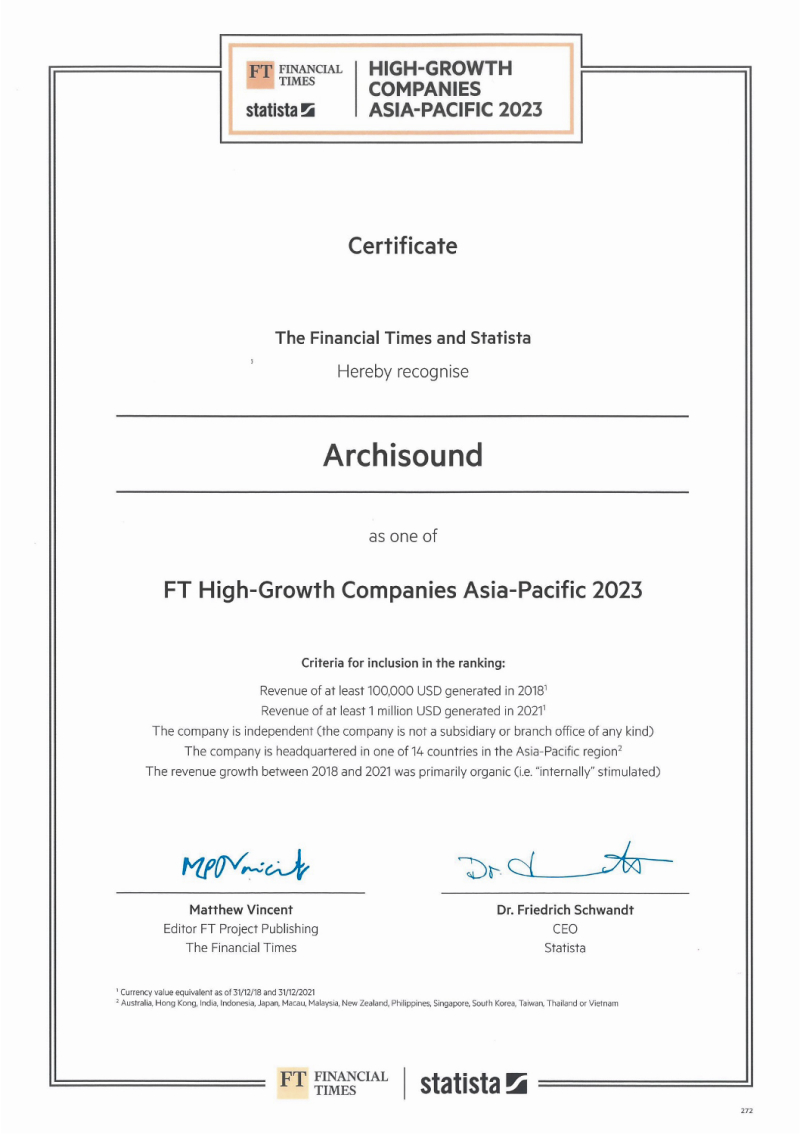 FT FINANCIAL TIMES
statista
HIGH-GROWTH
COMPANIES
ASIA-PACIFIC 2023
Certificate
The Financial Times and Statista
Hereby recognise
Archisound
as one of
FT High-Growth Companies Asia-Pacific 2023
Criteria for inclusion in the ranking:
Revenue of at least 100,000 USD generated in 2018¹
Revenue of at least 1 million USD generated in 2021¹
The company is independent (the company is not a subsidiary or branch office of any kind)
The company is headquartered in one of 14 countries in the Asia-Pacific region²
The revenue growth between 2018 and 2021 was primarily organic (i.e. "internally" stimulated)
Dr.
Matthew Vincent
Editor FT Project Publishing
The Financial Times
Dr. Friedrich Schwandt
CEO
Statista
¹ Currency value equivalent as of 31/12/18 and 31/12/2021
² Australia, Hong Kong, India, Indonesia, Japan, Macau, Malaysia, New Zealand, Philippines, Singapore, South Korea, Taiwan, Thailand or Vietnam
FT FINANCIAL TIMES
statista
272